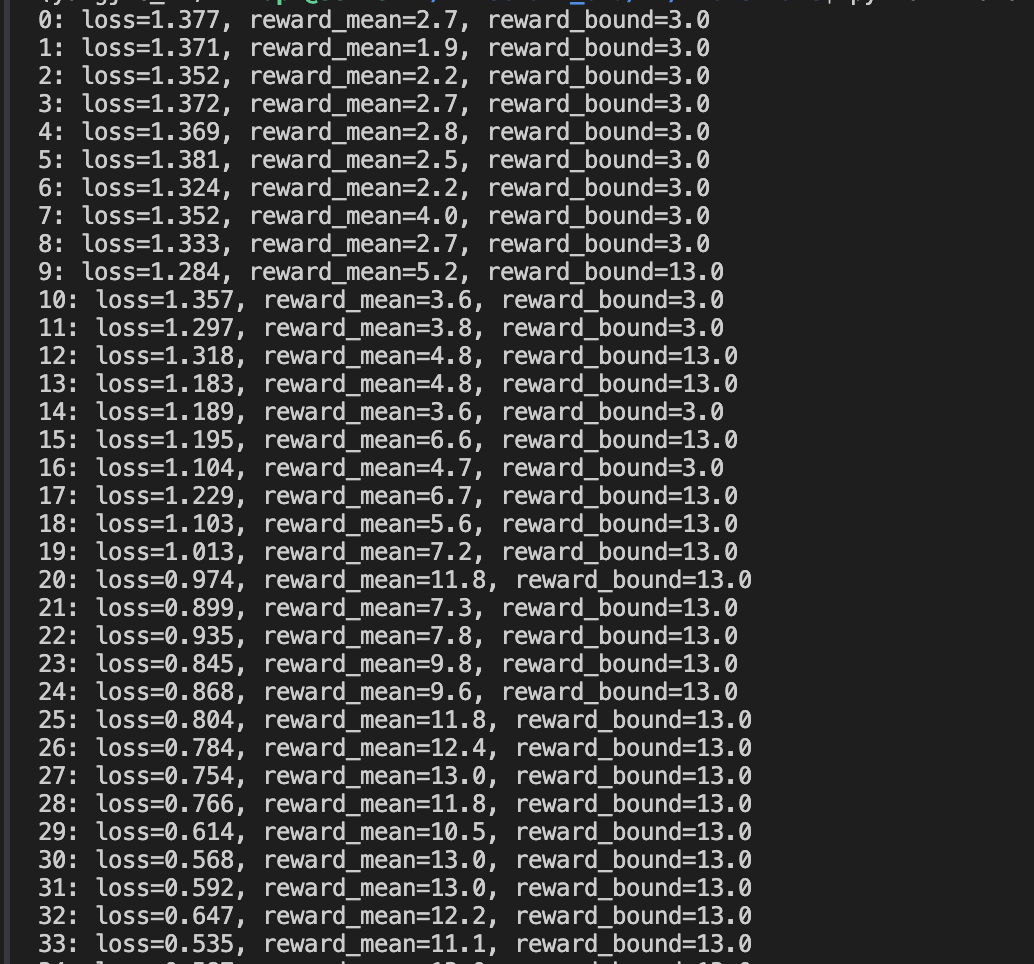 0: loss=1.377, reward_mean=2.7, reward_bound=3.0
1: loss=1.371, reward_mean=1.9, reward_bound=3.0
2: loss=1.352, reward_mean=2.2, reward_bound=3.0
3: loss=1.372, reward_mean=2.7, reward_bound=3.0
4: loss=1.369, reward_mean=2.8, reward_bound=3.0
5: loss=1.381, reward_mean=2.5, reward_bound=3.0
6: loss=1.324, reward_mean=2.2, reward_bound=3.0
7: loss=1.352, reward_mean=4.0, reward_bound=3.0
8: loss=1.333, reward_mean=2.7, reward_bound=3.0
9: loss=1.284, reward_mean=5.2, reward_bound=13.0
10: loss=1.357, reward_mean=3.6, reward_bound=3.0
11: loss=1.297, reward_mean=3.8, reward_bound=3.0
12: loss=1.318, reward_mean=4.8, reward_bound=13.0
13: loss=1.183, reward_mean=4.8, reward_bound=13.0
14: loss=1.189, reward_mean=3.6, reward_bound=3.0
15: loss=1.195, reward_mean=6.6, reward_bound=13.0
16: loss=1.104, reward_mean=4.7, reward_bound=3.0
17: loss=1.229, reward_mean=6.7, reward_bound=13.0
18: loss=1.103, reward_mean=5.6, reward_bound=13.0
19: loss=1.013, reward_mean=7.2, reward_bound=13.0
20: loss=0.974, reward_mean=11.8, reward_bound=13.0
21: loss=0.899, reward_mean=7.3, reward_bound=13.0
22: loss=0.935, reward_mean=7.8, reward_bound=13.0
23: loss=0.845, reward_mean=9.8, reward_bound=13.0
24: loss=0.868, reward_mean=9.6, reward_bound=13.0
25: loss=0.804, reward_mean=11.8, reward_bound=13.0
26: loss=0.784, reward_mean=12.4, reward_bound=13.0
27: loss=0.754, reward_mean=13.0, reward_bound=13.0
28: loss=0.766, reward_mean=11.8, reward_bound=13.0
29: loss=0.614, reward_mean=10.5, reward_bound=13.0
30: loss=0.568, reward_mean=13.0, reward_bound=13.0
31: loss=0.592, reward_mean=13.0, reward_bound=13.0
32: loss=0.647, reward_mean=12.2, reward_bound=13.0
33: loss=0.535, reward_mean=11.1, reward_bound=13.0